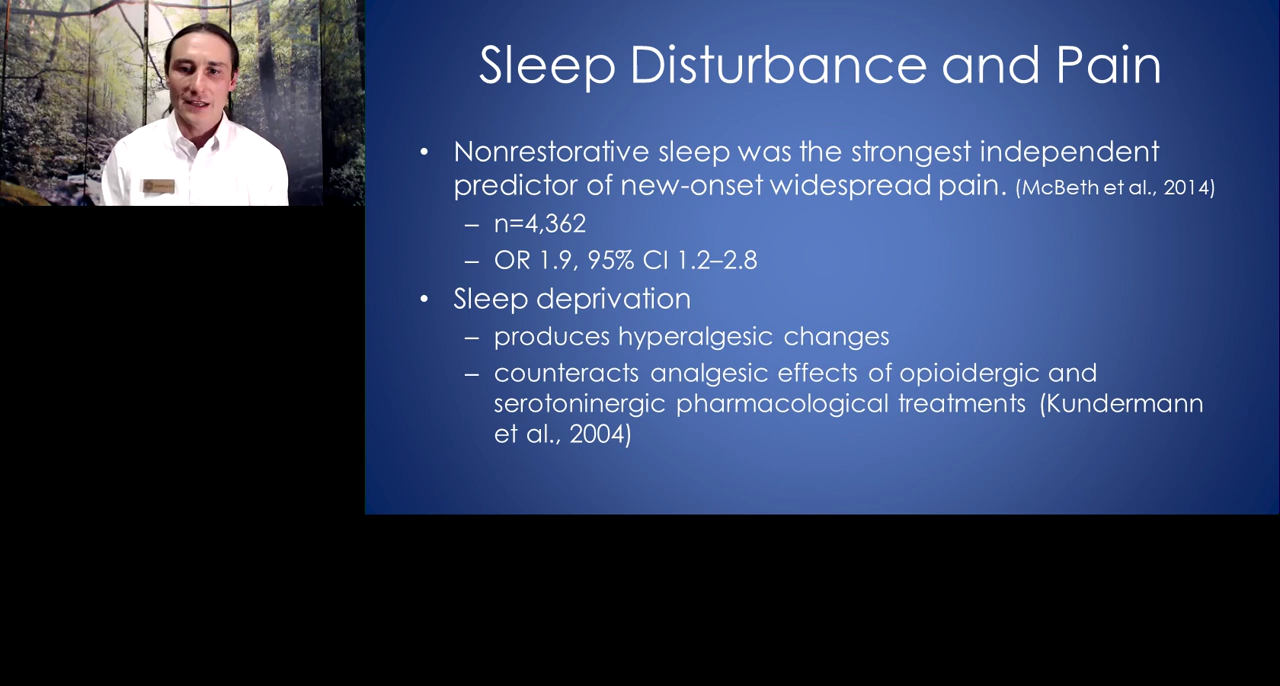 Sleep Disturbance and Pain
• Nonrestorative sleep was the strongest independent
predictor of new-onset widespread pain. (McBeth et al., 2014)
– n=4,362
– OR 1.9, 95% CI 1.2–2.8
• Sleep deprivation
– produces hyperalgesic changes
– counteracts analgesic effects of opioidergic and
serotoninergic pharmacological treatments (Kundermann
et al., 2004)